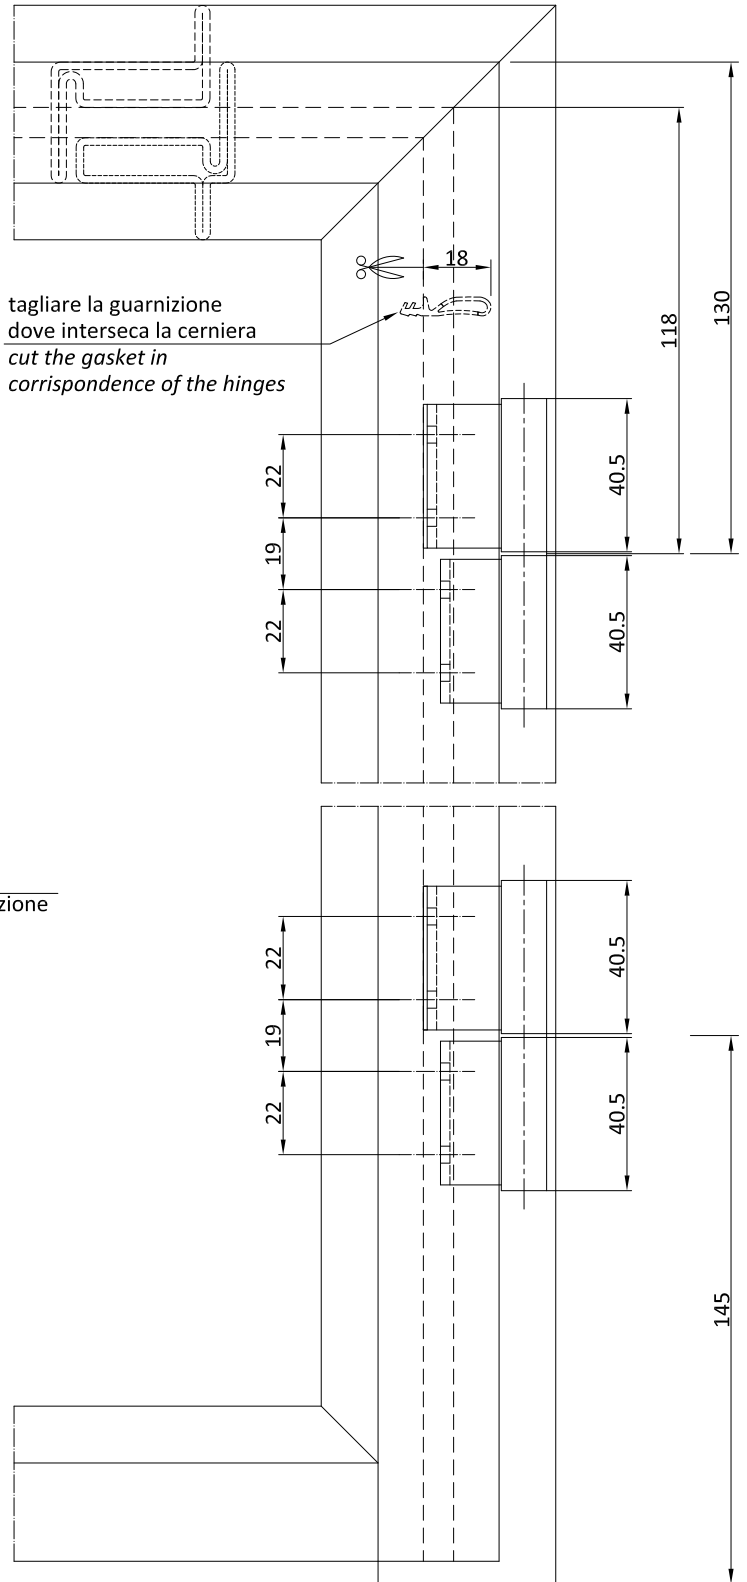 18
tagliare la guarnizione
dove interseca la cerniera
cut the gasket in
corrispondence of the hinges
130
118
22
40.5
19
22
40.5
zione
22
40.5
19
22
40.5
145